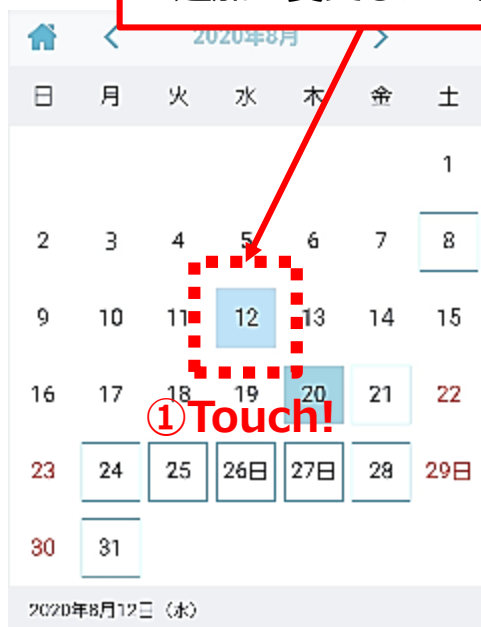 2020年8月
日 月 火 水 木 金 土
1
2 3 4 5 6 7 8
9 10 11 12 13 14 15
16 17 18 19 20 21 22
①Touch!
23 24 25 26日 27日 28 29日
30 31
2020年8月12日（水）